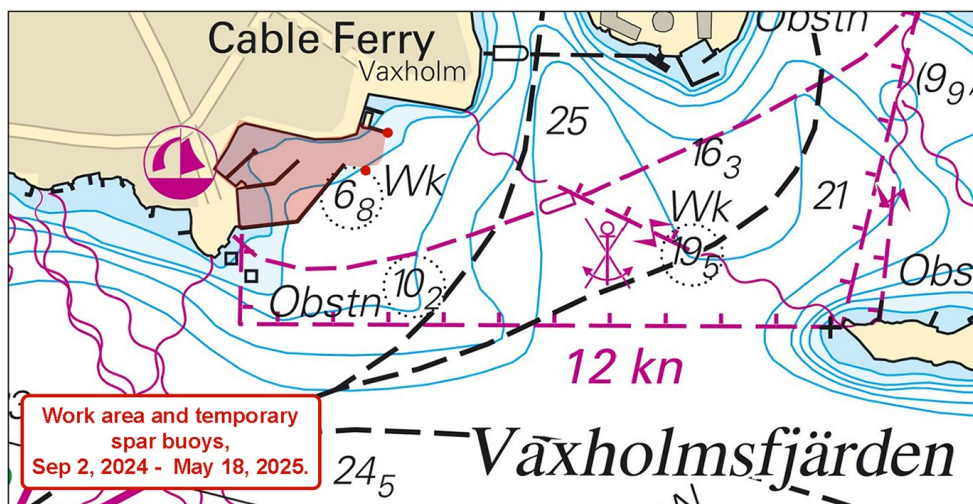 Cable Ferry
Vaxholm
Obstn
25
(9₉
16₃
6₈
Wk
Wk
21
19₅
10₂
Obstn
Obs
12 kn
3
Work area and temporary
spar buoys,
Sep 2, 2024 - May 18, 2025.
Vaxholmsfjärden
24₅